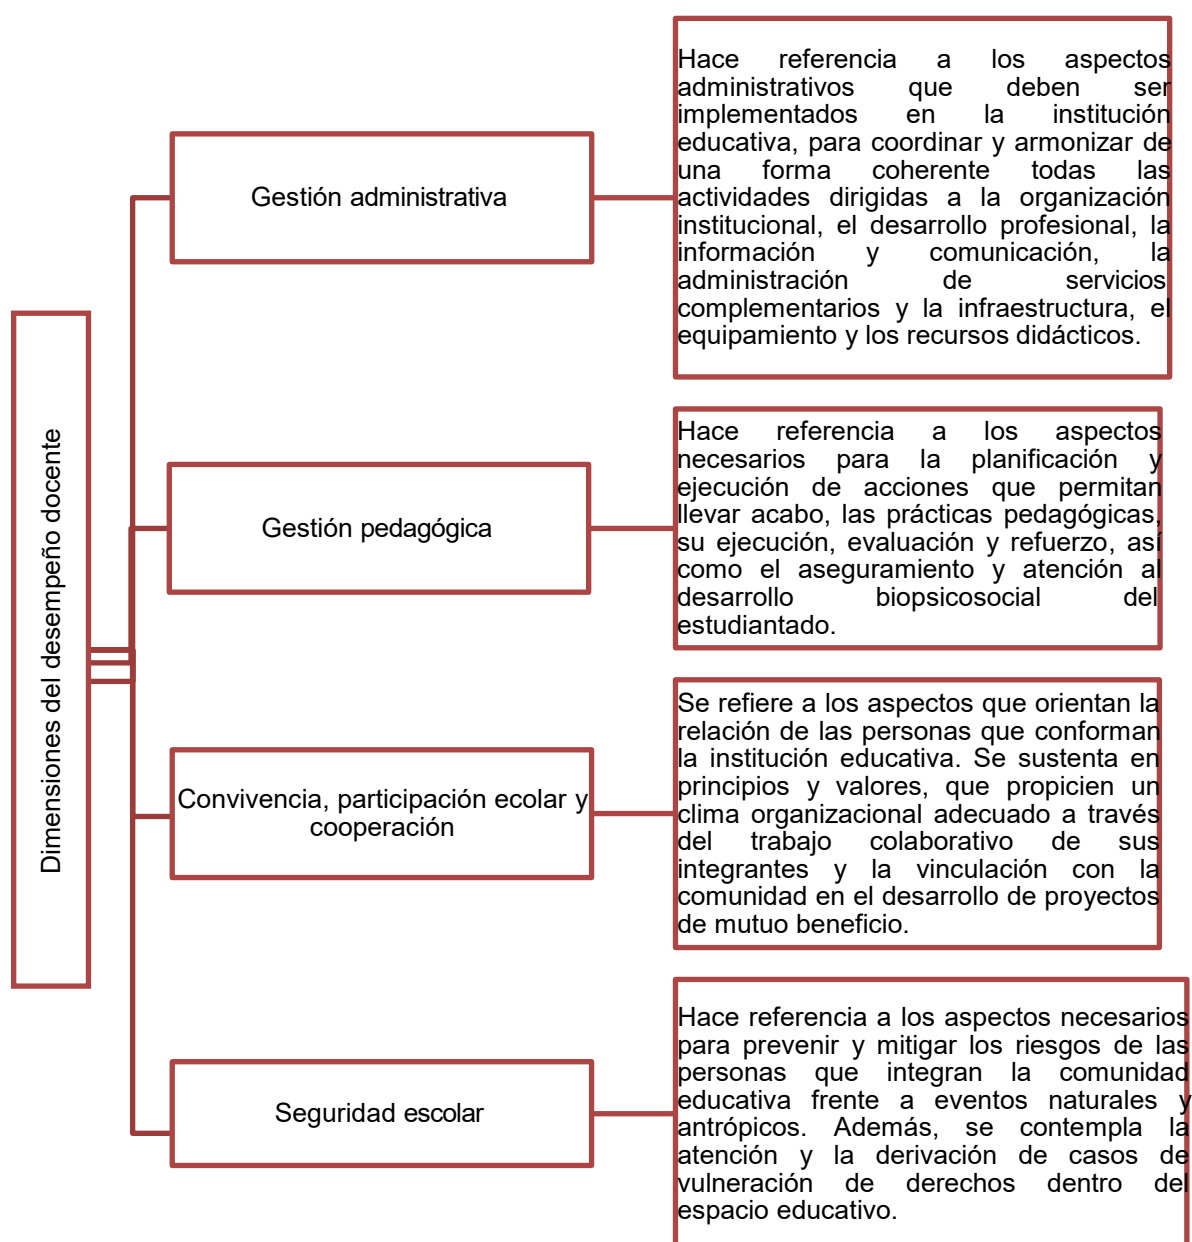 Dimensiones del desempeño docente
Gestión administrativa
Hace referencia a los aspectos
administrativos que deben ser
implementados en la institución
educativa, para coordinar y armonizar de
una forma coherente todas las
actividades dirigidas a la organización
institucional, el desarrollo profesional, la
información y comunicación, la
administración de servicios
complementarios y la infraestructura, el
equipamiento y los recursos didácticos.
Gestión pedagógica
Hace referencia a los aspectos
necesarios para la planificación y
ejecución de acciones que permitan
llevar acabo, las prácticas pedagógicas,
su ejecución, evaluación y refuerzo, así
como el aseguramiento y atención al
desarrollo biopsicosocial del
estudiantado.
Convivencia, participación ecolar y
cooperación
Se refiere a los aspectos que orientan la
relación de las personas que conforman
la institución educativa. Se sustenta en
principios y valores, que propicien un
clima organizacional adecuado a través
del trabajo colaborativo de sus
integrantes y la vinculación con la
comunidad en el desarrollo de proyectos
de mutuo beneficio.
Seguridad escolar
Hace referencia a los aspectos necesarios
para prevenir y mitigar los riesgos de las
personas que integran la comunidad
educativa frente a eventos naturales y
antrópicos. Además, se contempla la
atención y la derivación de casos de
vulneración de derechos dentro del
espacio educativo.